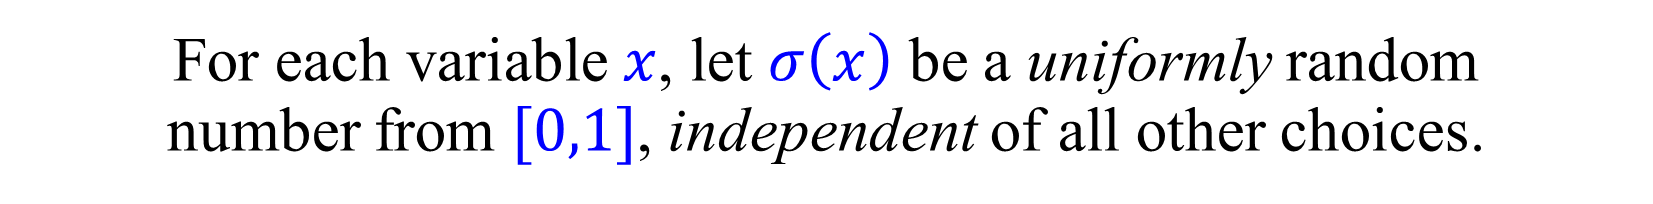 For each variable x, let σ(x) be a uniformly random
number from [0,1], independent of all other choices.